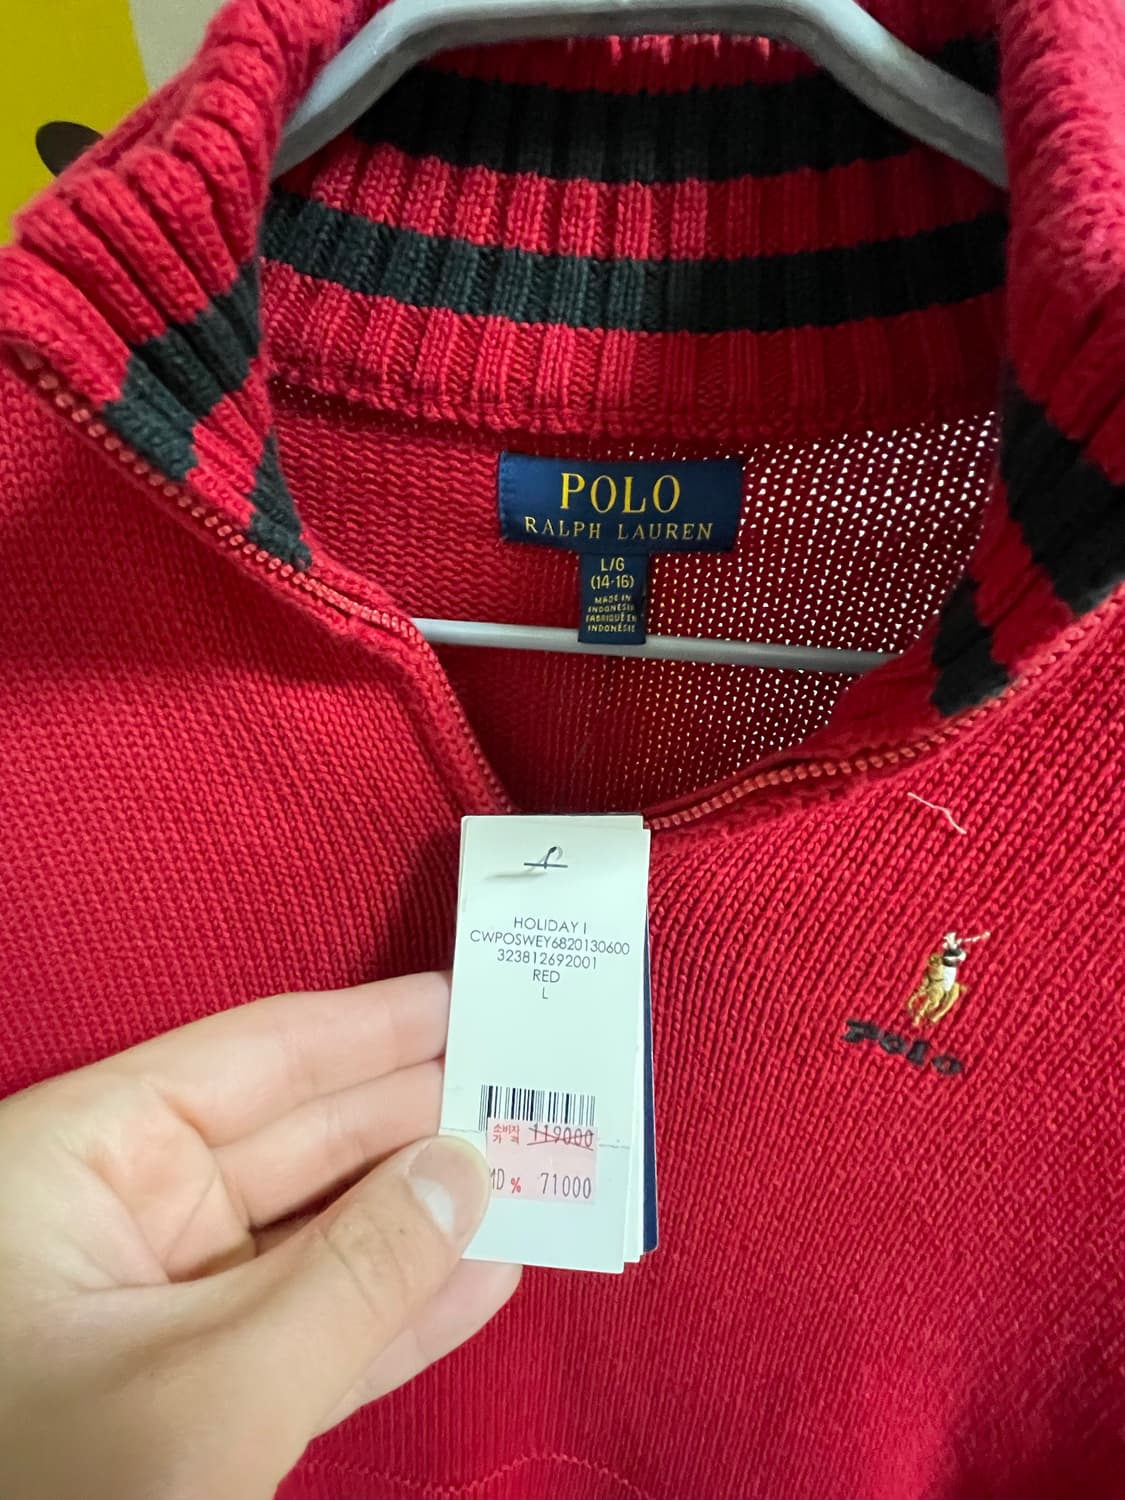 POLO
RALPH LAUREN
L/G
(14-16)
MADE IN
INDONESIA
FABRIQUÉ EN
INDONÉSIE
HOLIDAY I
CWPOSWEY6820130600
323812692001
RED
L
소비자
가 격 119000
MD % 71000
Polo